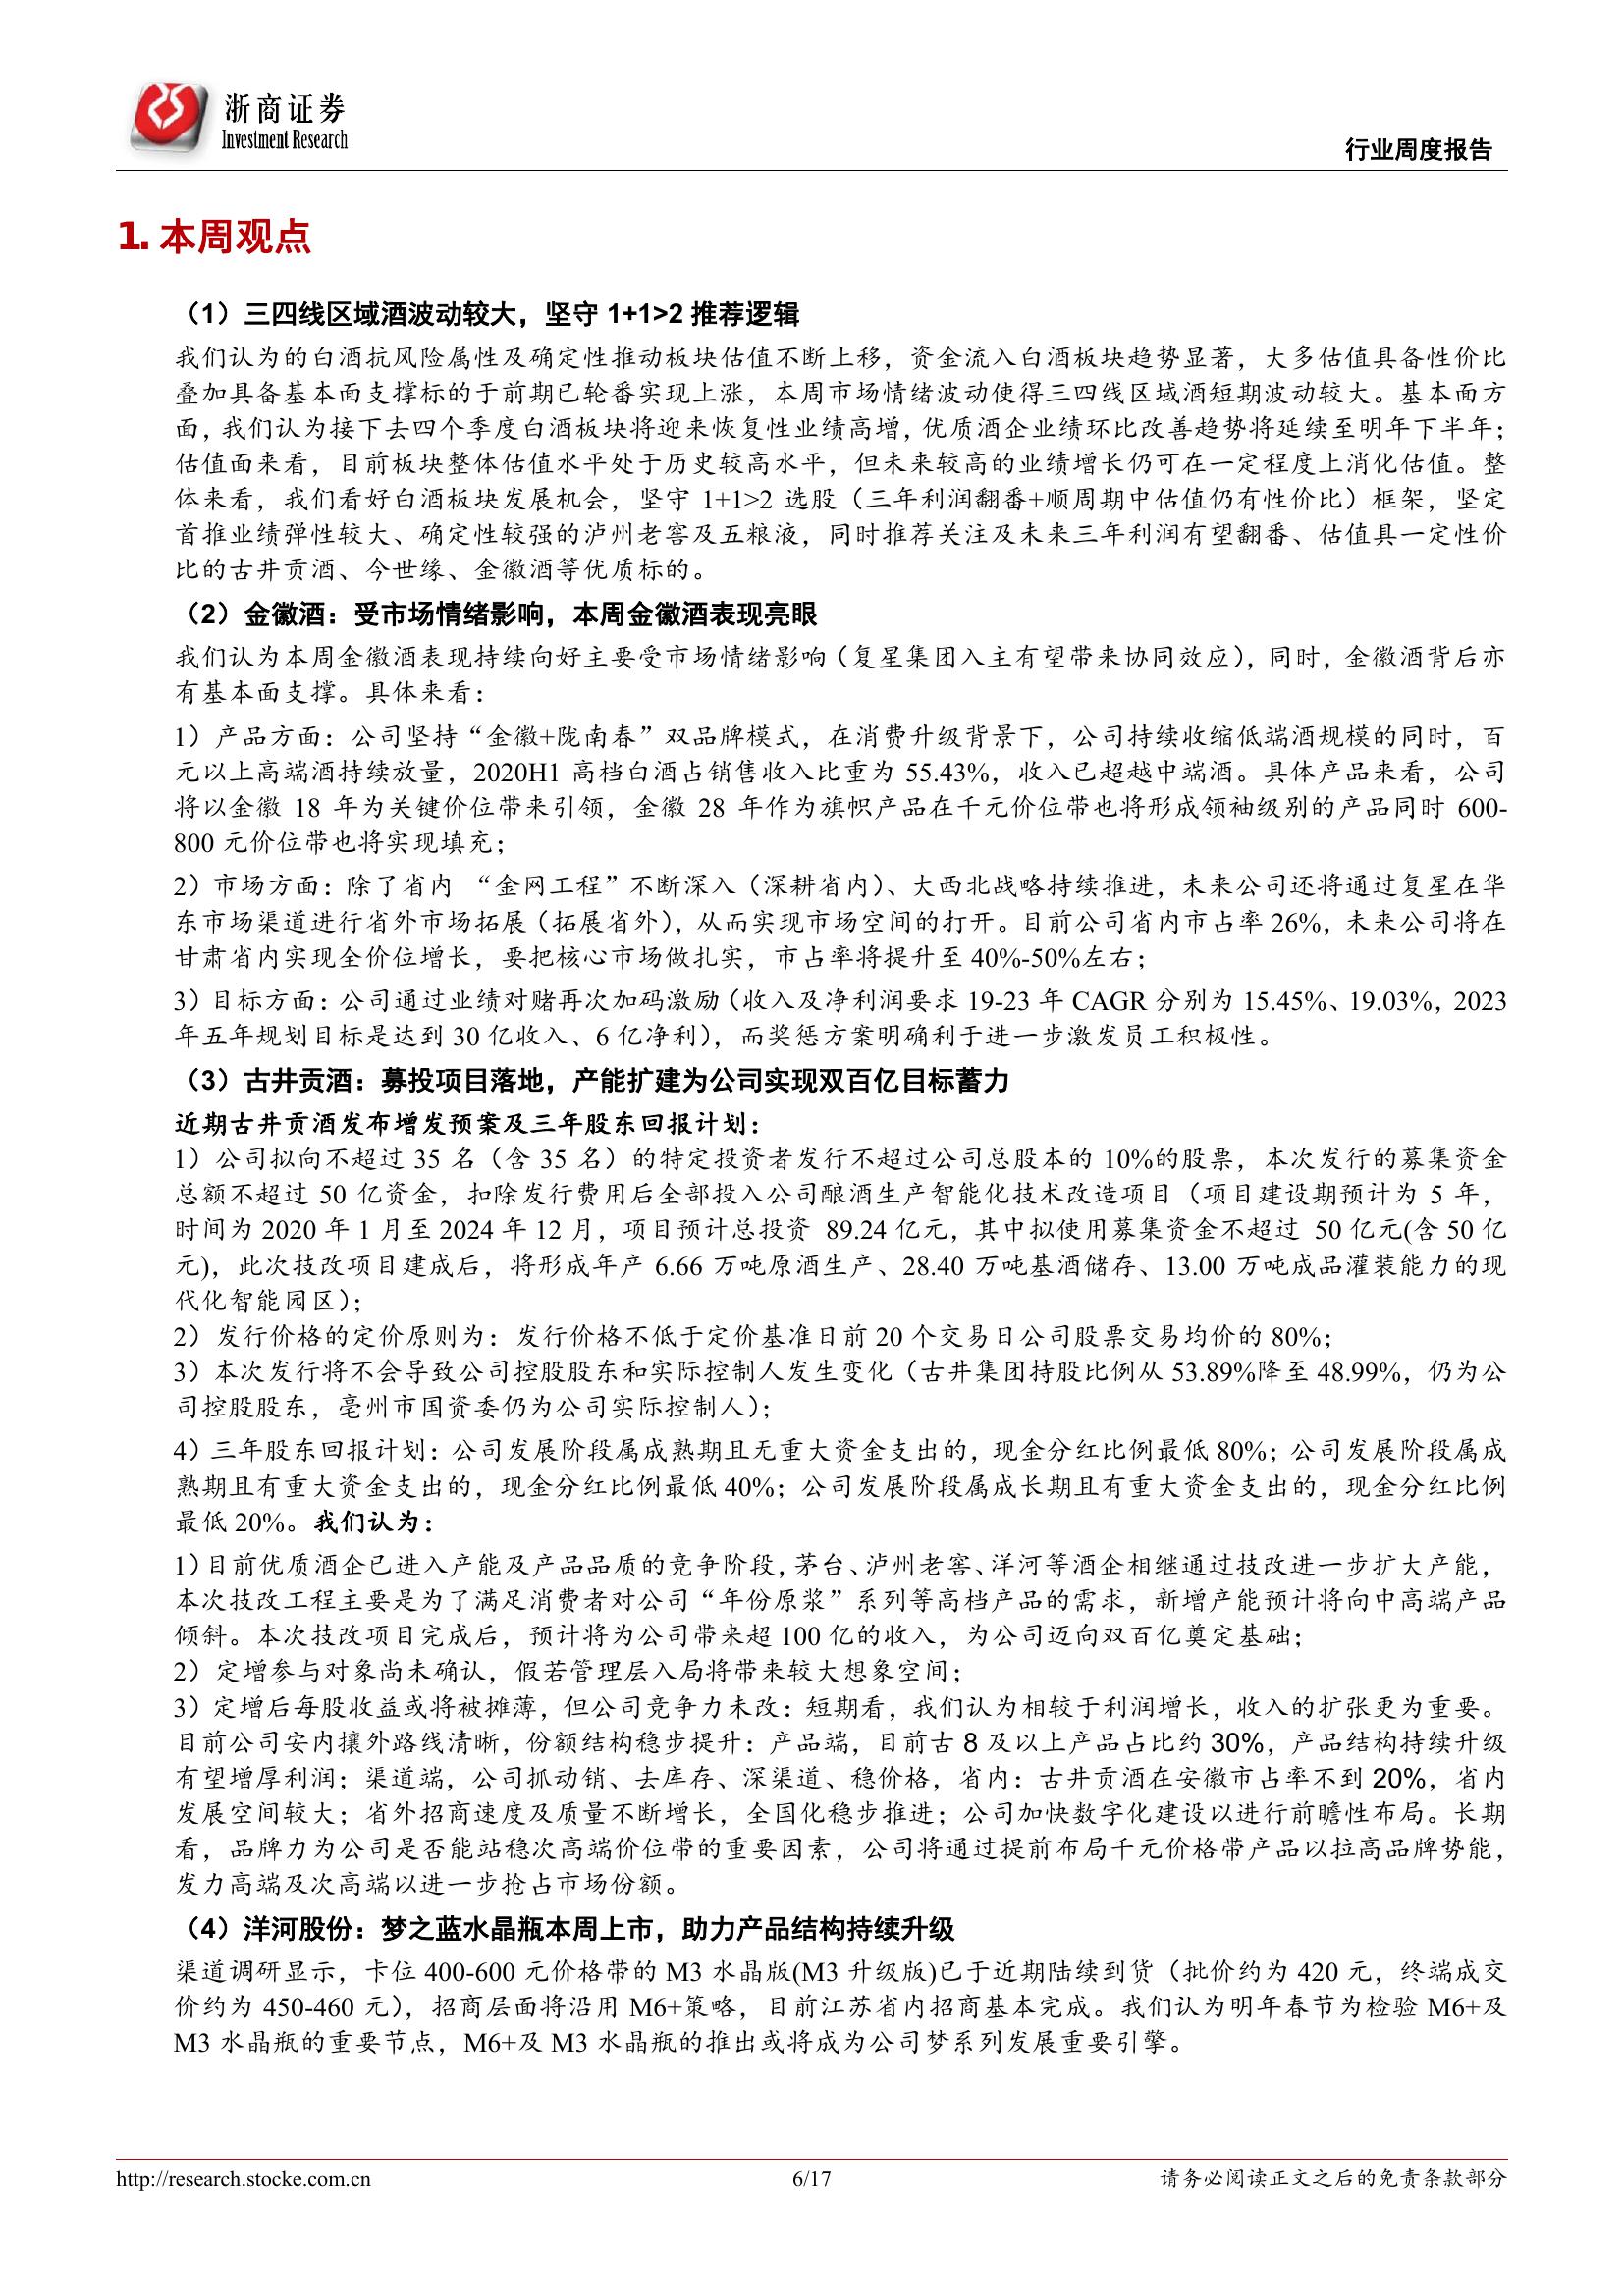 浙商证券
Investment Research
行业周度报告
1. 本周观点
（1）三四线区域酒波动较大，坚守 1+1>2 推荐逻辑
我们认为的白酒抗风险属性及确定性推动板块估值不断上移，资金流入白酒板块趋势显著，大多估值具备性价比
叠加具备基本面支撑标的于前期已轮番实现上涨，本周市场情绪波动使得三四线区域酒短期波动较大。基本面方
面，我们认为接下去四个季度白酒板块将迎来恢复性业绩高增，优质酒企业绩环比改善趋势将延续至明年下半年；
估值面来看，目前板块整体估值水平处于历史较高水平，但未来较高的业绩增长仍可在一定程度上消化估值。整
体来看，我们看好白酒板块发展机会，坚守 1+1>2 选股（三年利润翻番+顺周期中估值仍有性价比）框架，坚定
首推业绩弹性较大、确定性较强的泸州老窖及五粮液，同时推荐关注及未来三年利润有望翻番、估值具一定性价
比的古井贡酒、今世缘、金徽酒等优质标的。
（2）金徽酒：受市场情绪影响，本周金徽酒表现亮眼
我们认为本周金徽酒表现持续向好主要受市场情绪影响（复星集团入主有望带来协同效应），同时，金徽酒背后亦
有基本面支撑。具体来看：
1）产品方面：公司坚持“金徽+陇南春”双品牌模式，在消费升级背景下，公司持续收缩低端酒规模的同时，百
元以上高端酒持续放量，2020H1 高档白酒占销售收入比重为 55.43%，收入已超越中端酒。具体产品来看，公司
将以金徽 18 年为关键价位带来引领，金徽 28 年作为旗帜产品在千元价位带也将形成领袖级别的产品同时 600-
800 元价位带也将实现填充；
2）市场方面：除了省内 “金网工程”不断深入（深耕省内）、大西北战略持续推进，未来公司还将通过复星在华
东市场渠道进行省外市场拓展（拓展省外），从而实现市场空间的打开。目前公司省内市占率 26%，未来公司将在
甘肃省内实现全价位增长，要把核心市场做扎实，市占率将提升至 40%-50%左右；
3）目标方面：公司通过业绩对赌再次加码激励（收入及净利润要求 19-23 年 CAGR 分别为 15.45%、19.03%，2023
年五年规划目标是达到 30 亿收入、6 亿净利），而奖惩方案明确利于进一步激发员工积极性。
（3）古井贡酒：募投项目落地，产能扩建为公司实现双百亿目标蓄力
近期古井贡酒发布增发预案及三年股东回报计划：
1）公司拟向不超过 35 名（含 35 名）的特定投资者发行不超过公司总股本的 10%的股票，本次发行的募集资金
总额不超过 50 亿资金，扣除发行费用后全部投入公司酿酒生产智能化技术改造项目（项目建设期预计为 5 年，
时间为 2020 年 1 月至 2024 年 12 月，项目预计总投资 89.24 亿元，其中拟使用募集资金不超过 50 亿元(含 50 亿
元)，此次技改项目建成后，将形成年产 6.66 万吨原酒生产、28.40 万吨基酒储存、13.00 万吨成品灌装能力的现
代化智能园区）；
2）发行价格的定价原则为：发行价格不低于定价基准日前 20 个交易日公司股票交易均价的 80%；
3）本次发行将不会导致公司控股股东和实际控制人发生变化（古井集团持股比例从 53.89%降至 48.99%，仍为公
司控股股东，亳州市国资委仍为公司实际控制人）；
4）三年股东回报计划：公司发展阶段属成熟期且无重大资金支出的，现金分红比例最低 80%；公司发展阶段属成
熟期且有重大资金支出的，现金分红比例最低 40%；公司发展阶段属成长期且有重大资金支出的，现金分红比例
最低 20%。我们认为：
1）目前优质酒企已进入产能及产品品质的竞争阶段，茅台、泸州老窖、洋河等酒企相继通过技改进一步扩大产能，
本次技改工程主要是为了满足消费者对公司“年份原浆”系列等高档产品的需求，新增产能预计将向中高端产品
倾斜。本次技改项目完成后，预计将为公司带来超 100 亿的收入，为公司迈向双百亿奠定基础；
2）定增参与对象尚未确认，假若管理层入局将带来较大想象空间；
3）定增后每股收益或将被摊薄，但公司竞争力未改：短期看，我们认为相较于利润增长，收入的扩张更为重要。
目前公司安内攘外路线清晰，份额结构稳步提升：产品端，目前古 8 及以上产品占比约 30%，产品结构持续升级
有望增厚利润；渠道端，公司抓动销、去库存、深渠道、稳价格，省内：古井贡酒在安徽市占率不到 20%，省内
发展空间较大；省外招商速度及质量不断增长，全国化稳步推进；公司加快数字化建设以进行前瞻性布局。长期
看，品牌力为公司是否能站稳次高端价位带的重要因素，公司将通过提前布局千元价格带产品以拉高品牌势能，
发力高端及次高端以进一步抢占市场份额。
（4）洋河股份：梦之蓝水晶瓶本周上市，助力产品结构持续升级
渠道调研显示，卡位 400-600 元价格带的 M3 水晶版(M3 升级版)已于近期陆续到货（批价约为 420 元，终端成交
价约为 450-460 元），招商层面将沿用 M6+策略，目前江苏省内招商基本完成。我们认为明年春节为检验 M6+及
M3 水晶瓶的重要节点，M6+及 M3 水晶瓶的推出或将成为公司梦系列发展重要引擎。
http://research.stocke.com.cn
6/17
请务必阅读正文之后的免责条款部分